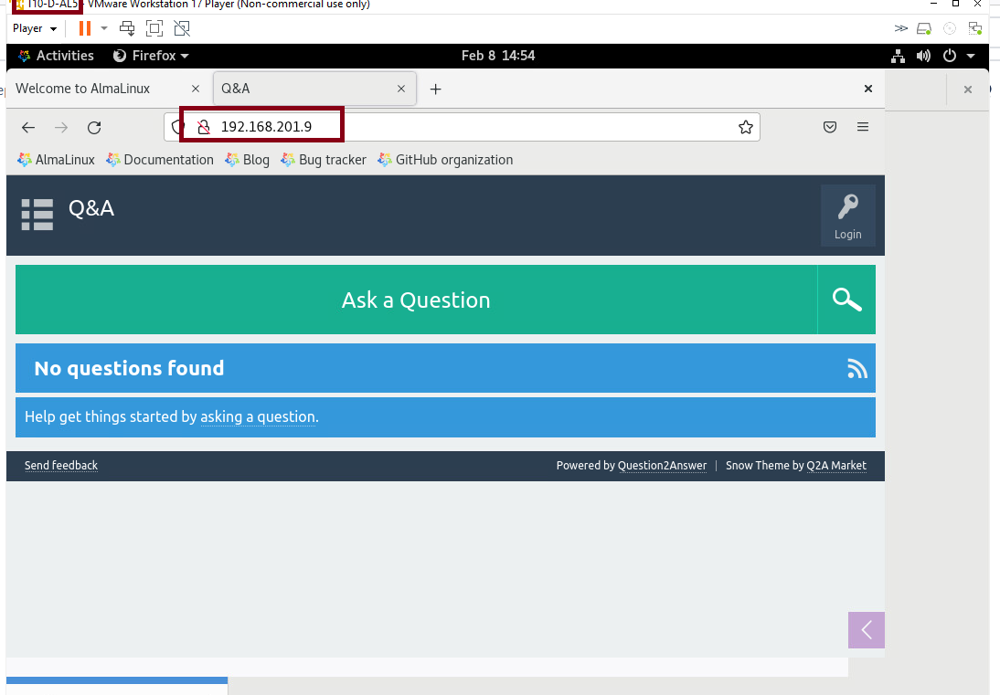 T10-D-AL5 - VMware Workstation 17 Player (Non-commercial use only)
Player
Activities Firefox Feb 8 14:54
Welcome to AlmaLinux Q&A
192.168.201.9
AlmaLinux Documentation Blog Bug tracker GitHub organization
Q&A
Login
Ask a Question
No questions found
Help get things started by asking a question.
Send feedback Powered by Question2Answer | Snow Theme by Q2A Market